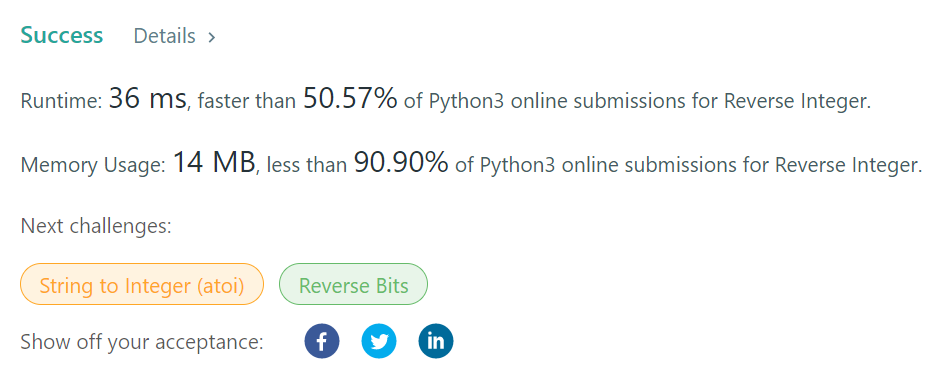 Success Details >
Runtime: 36 ms, faster than 50.57% of Python3 online submissions for Reverse Integer.
Memory Usage: 14 MB, less than 90.90% of Python3 online submissions for Reverse Integer.
Next challenges:
String to Integer (atoi) Reverse Bits
Show off your acceptance: f in